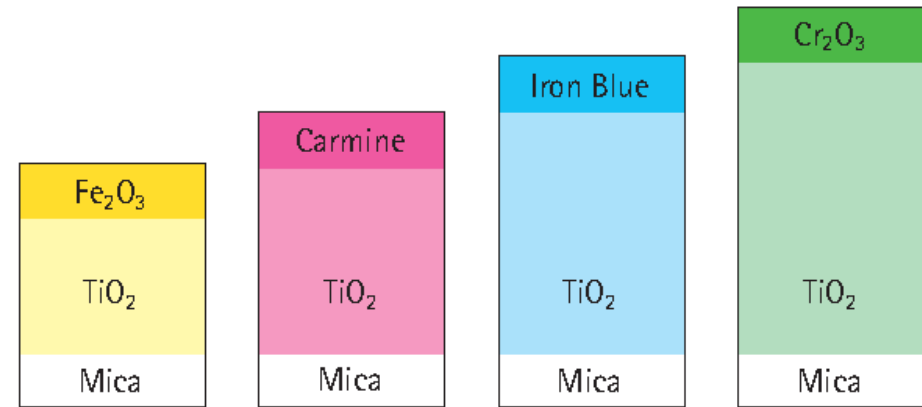 Cr₂O₃
Iron Blue
Carmine
Fe₂O₃
TiO₂ TiO₂ TiO₂ TiO₂
Mica Mica Mica Mica